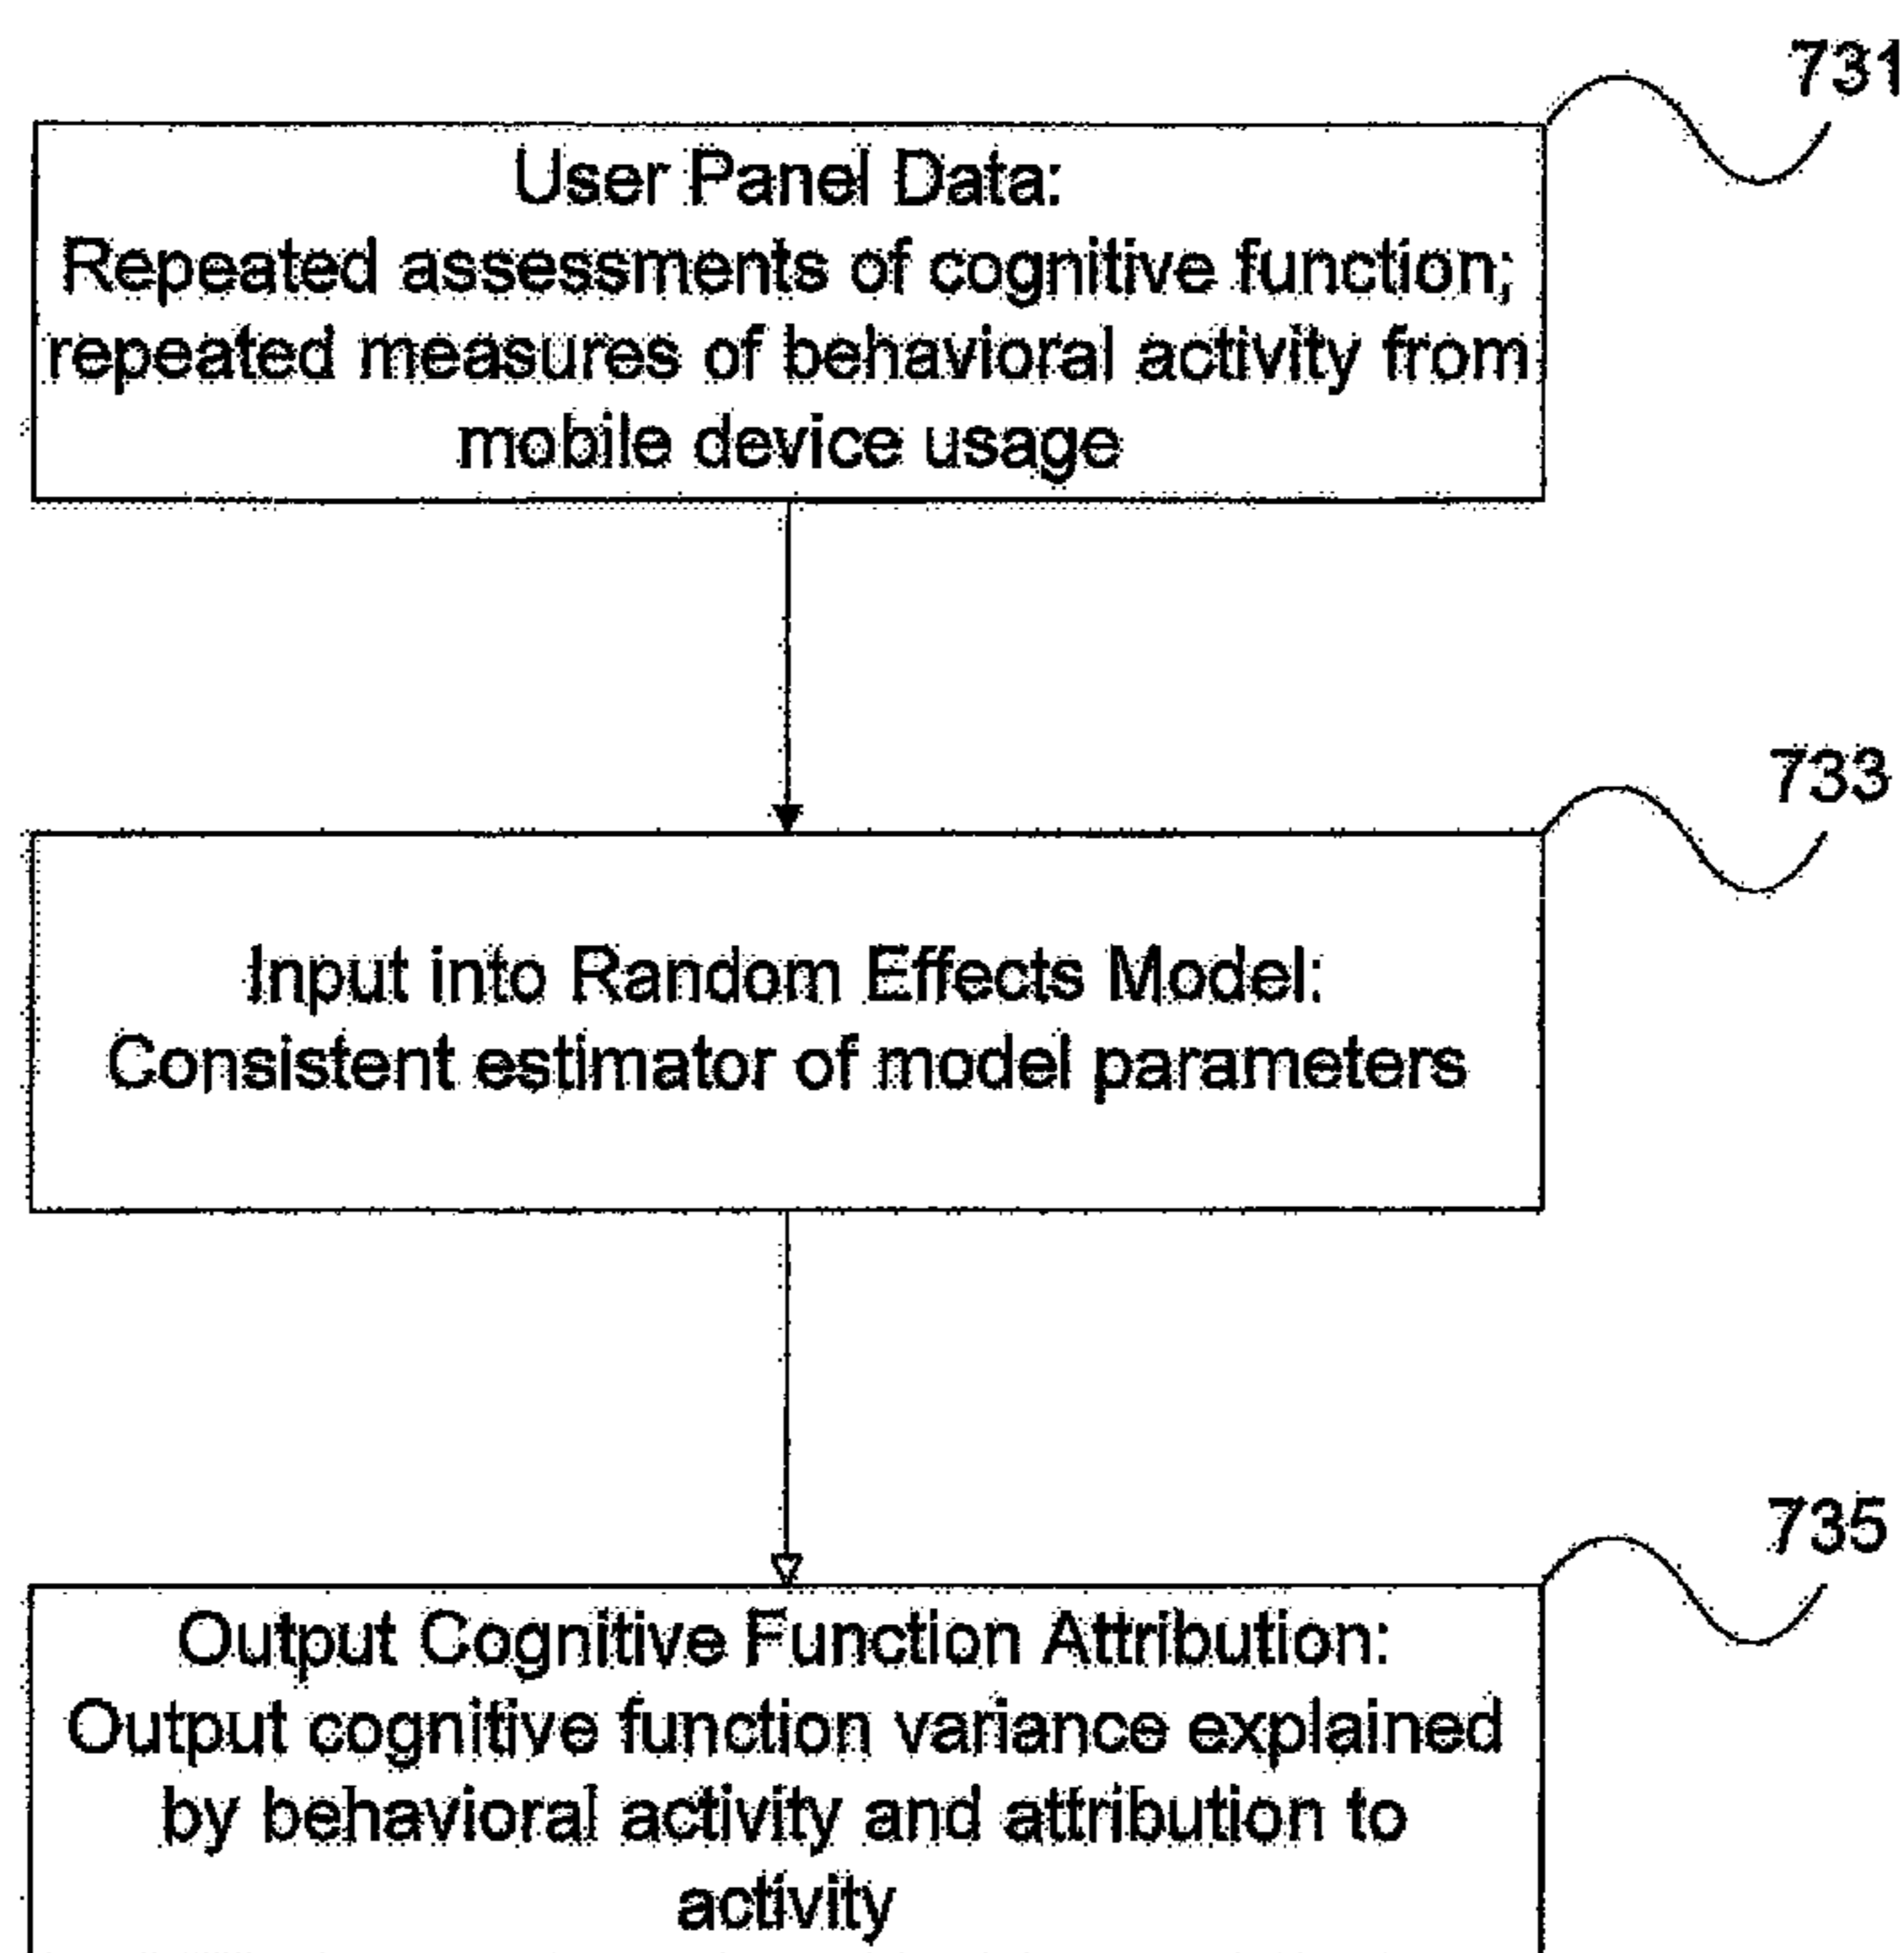 731
User Panel Data:
Repeated assessments of cognitive function;
repeated measures of behavioral activity from
mobile device usage
733
Input into Random Effects Model:
Consistent estimator of model parameters
735
Output Cognitive Function Attribution:
Output cognitive function variance explained
by behavioral activity and attribution to
activity